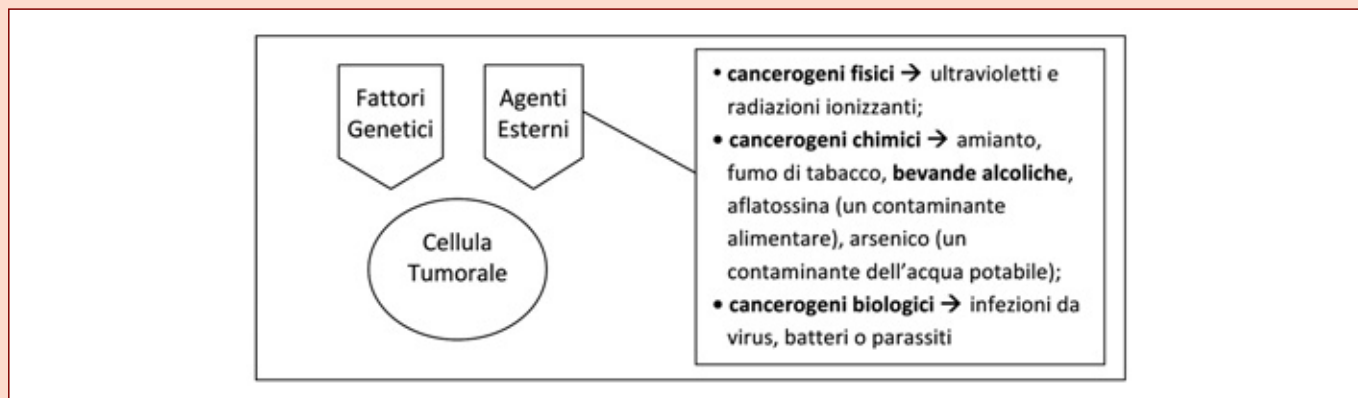 Fattori
Genetici
Agenti
Esterni
Cellula
Tumorale
• cancerogeni fisici → ultravioletti e
radiazioni ionizzanti;
• cancerogeni chimici → amianto,
fumo di tabacco, bevande alcoliche,
aflatossina (un contaminante
alimentare), arsenico (un
contaminante dell'acqua potabile);
• cancerogeni biologici → infezioni da
virus, batteri o parassiti